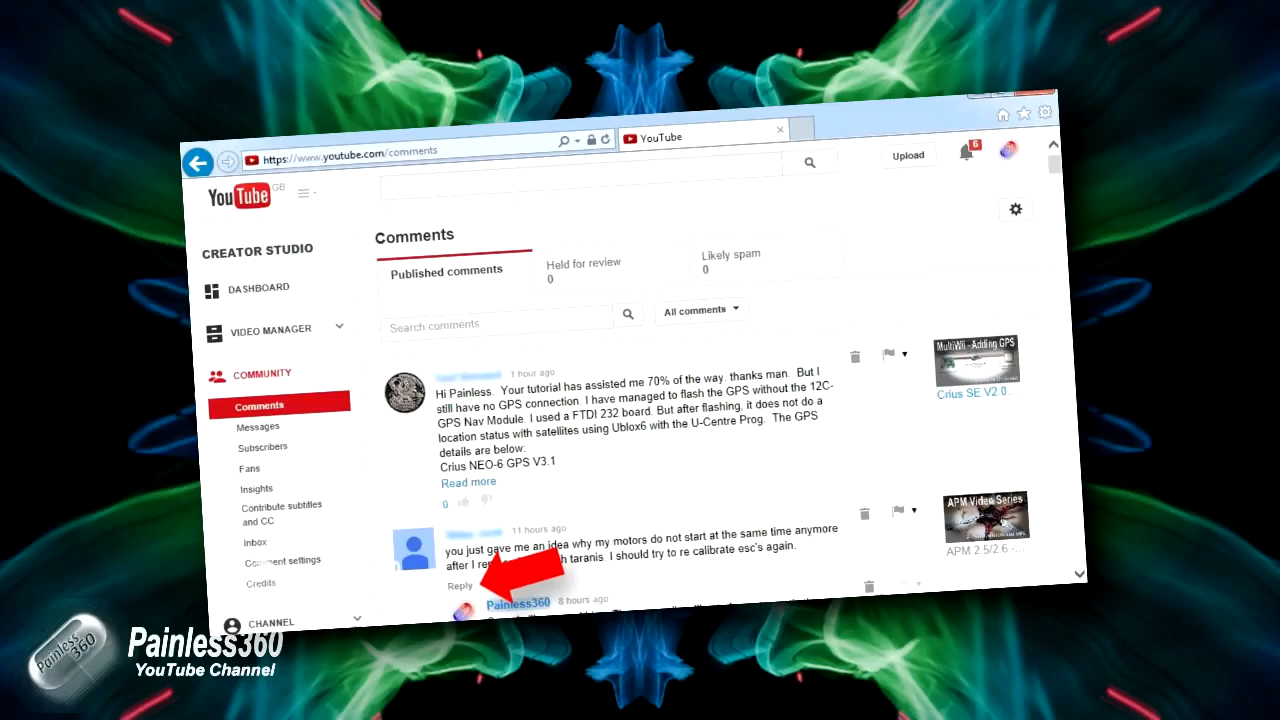 https://www.youtube.com/comments
YouTube
YouTube GB
Upload
6
CREATOR STUDIO
DASHBOARD
VIDEO MANAGER
COMMUNITY
Comments
Messages
Subscribers
Fans
Insights
Contribute subtitles
and CC
Inbox
Comment settings
Credits
CHANNEL
Comments
Published comments
Held for review
0
Likely spam
0
Search comments
All comments
1 hour ago
Hi Painless. Your tutorial has assisted me 70% of the way. thanks man. But I
still have no GPS connection. I have managed to flash the GPS without the 12C-
GPS Nav Module. I used a FTDI 232 board. But after flashing, it does not do a
location status with satellites using Ublox6 with the U-Centre Prog. The GPS
details are below:
Crius NEO-6 GPS V3.1
Read more
0
MultiWii - Adding GPS
Crius SE V2.0...
11 hours ago
you just gave me an idea why my motors do not start at the same time anymore
after I taranis. I should try to re calibrate esc's again.
Reply
APM Video Series
APM 2.5/2.6 -...
Painless360 8 hours ago
Painless360
Painless360
YouTube Channel